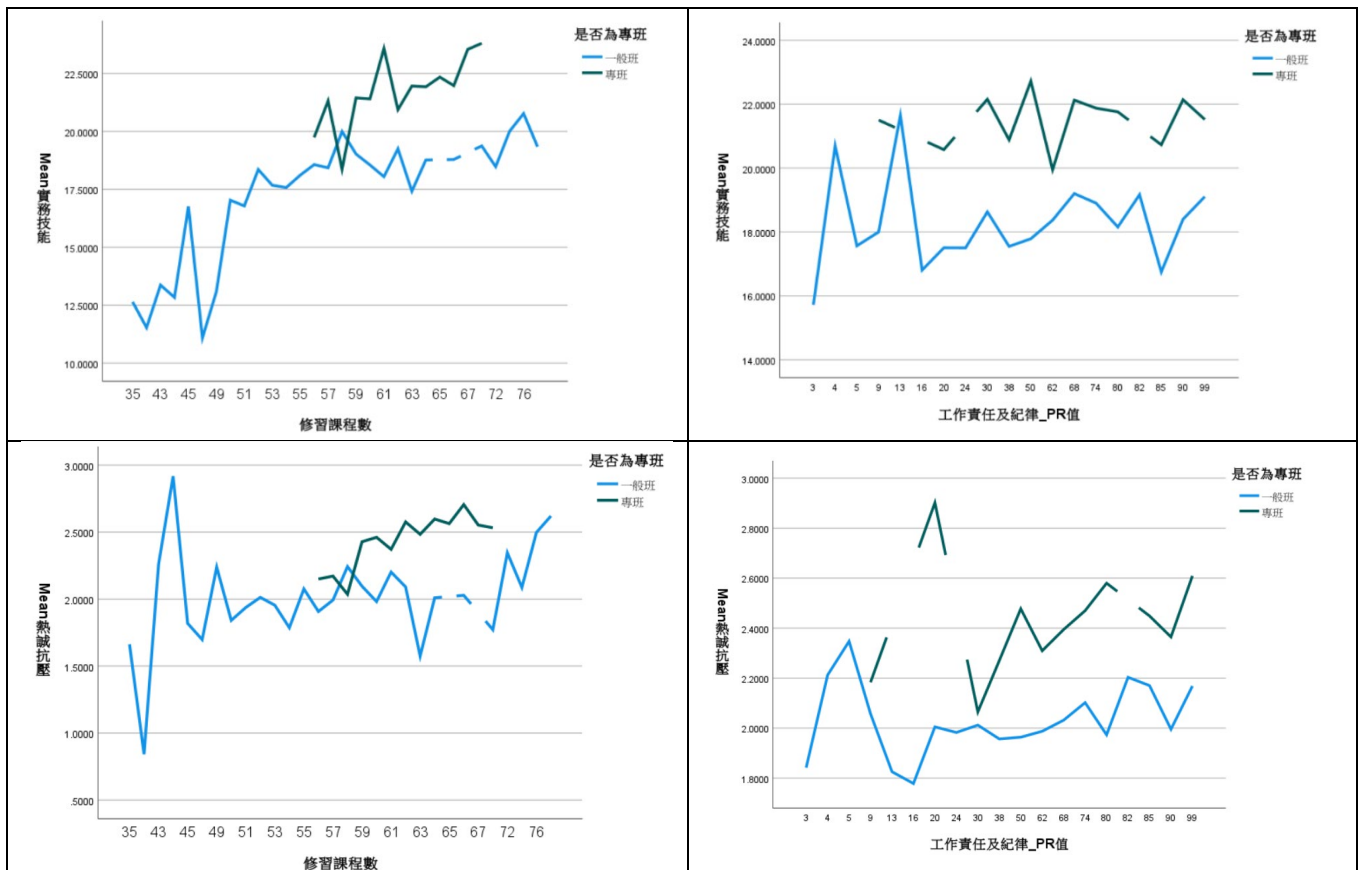 是否為專班
一般班
專班
22.5000
20.0000
17.5000
15.0000
12.5000
10.0000
Mean實務技能
35 43 45 49 51 53 55 57 59 61 63 65 67 72 76
修習課程數
是否為專班
一般班
專班
24.0000
22.0000
20.0000
18.0000
16.0000
14.0000
Mean實務技能
3 4 5 9 13 16 20 24 30 38 50 62 68 74 80 82 85 90 99
工作責任及紀律_PR值
是否為專班
一般班
專班
3.0000
2.5000
2.0000
1.5000
1.0000
.5000
Mean熱誠抗壓
35 43 45 49 51 53 55 57 59 61 63 65 67 72 76
修習課程數
是否為專班
一般班
專班
3.0000
2.8000
2.6000
2.4000
2.2000
2.0000
1.8000
Mean熱誠抗壓
3 4 5 9 13 16 20 24 30 38 50 62 68 74 80 82 85 90 99
工作責任及紀律_PR值